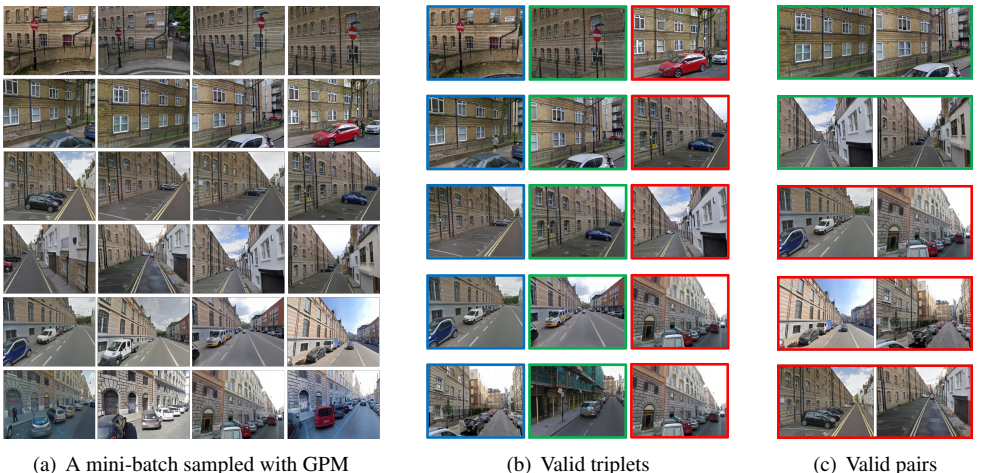 (a) A mini-batch sampled with GPM
(b) Valid triplets
(c) Valid pairs